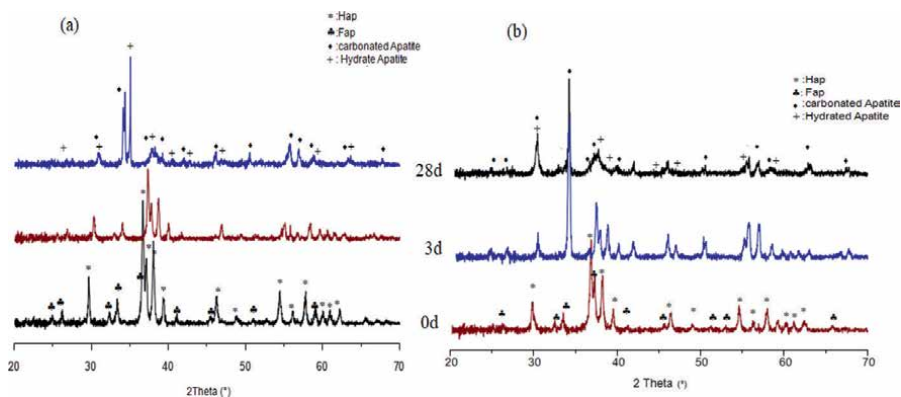 (a)
* :Hap
♣ :Fap
♦ :carbonated Apatite
+ : Hydrate Apatite
20 30 40 50 60 70
2Theta (°)
(b)
* :Hap
♣: Fap
♦ :carbonated Apatites
+ :Hydrated Apatite
28d
3d
0d
20 30 40 50 60 70
2 Theta (°)